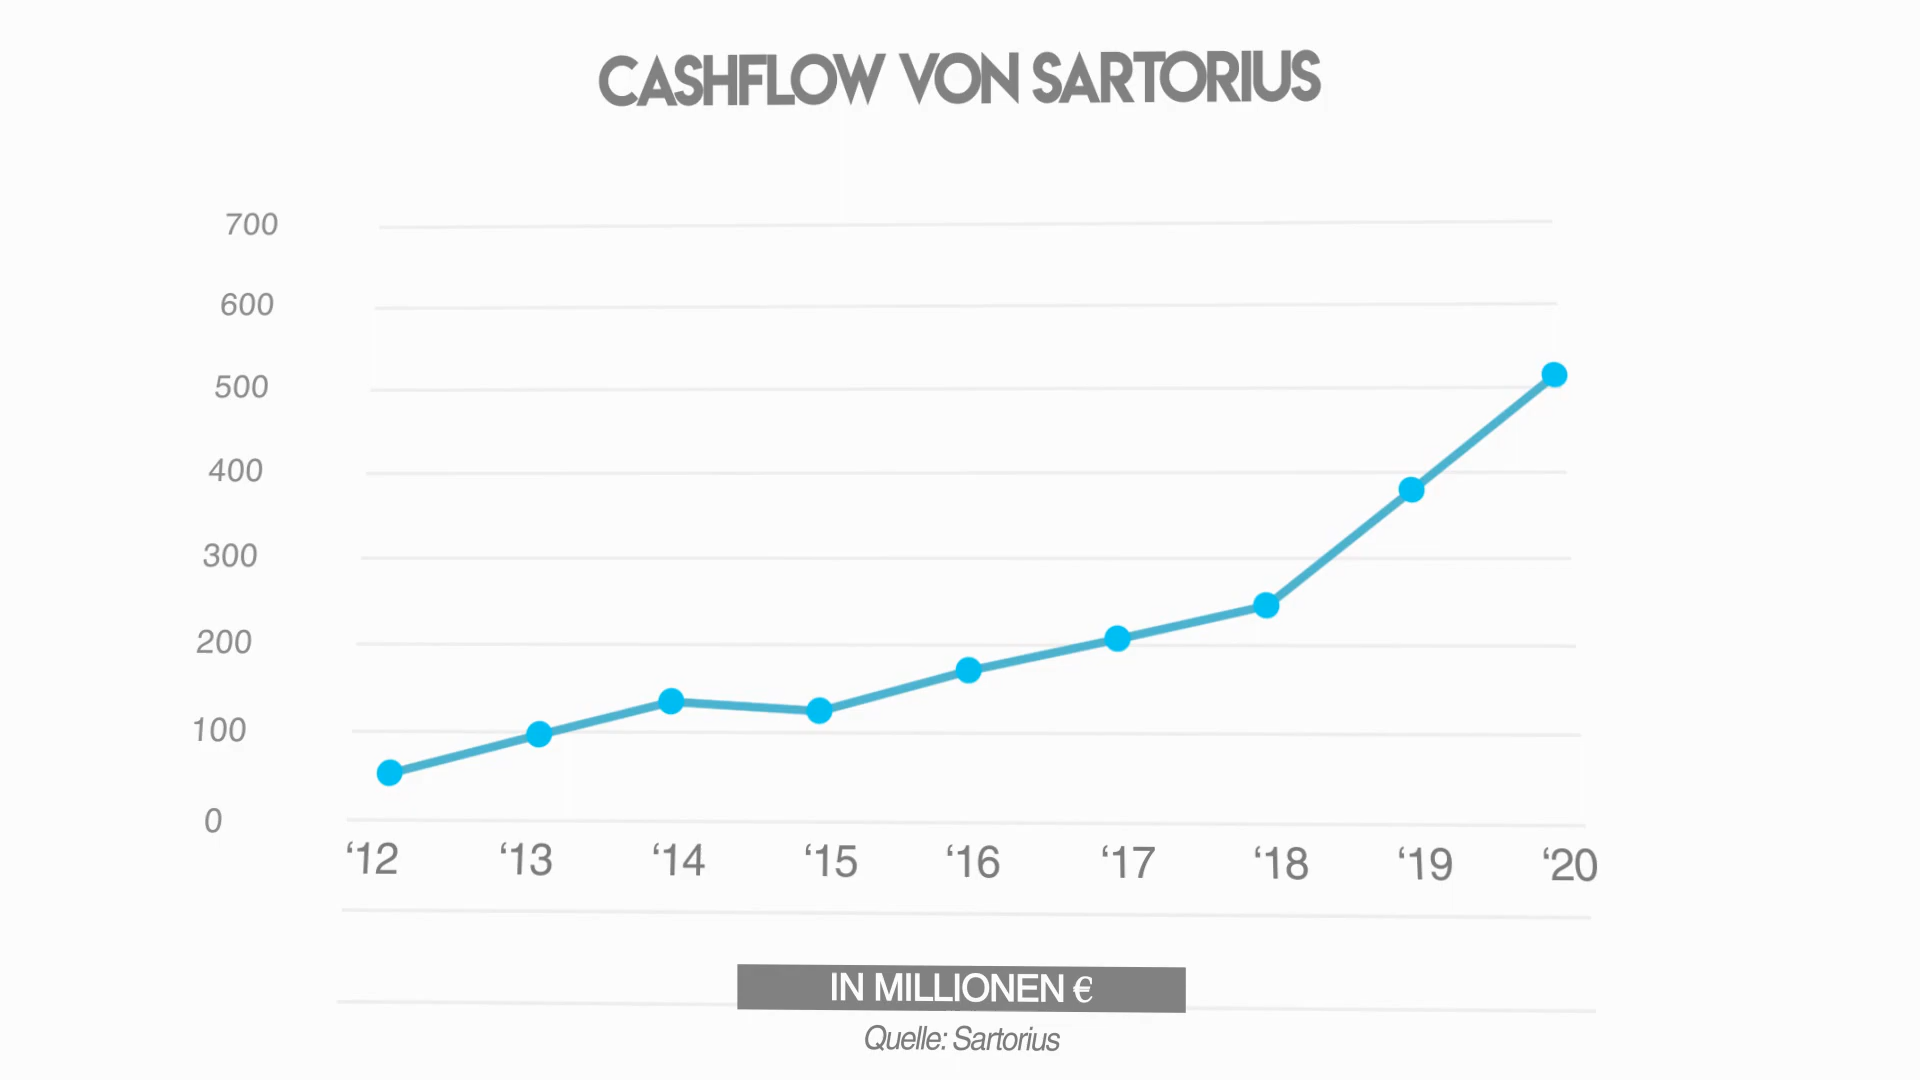 CASHFLOW VON SARTORIUS
700
600
500
400
300
200
100
0
‘12 ‘13 ‘14 ‘15 ‘16 ‘17 ‘18 ‘19 ‘20
IN MILLIONEN €
Quelle: Sartorius